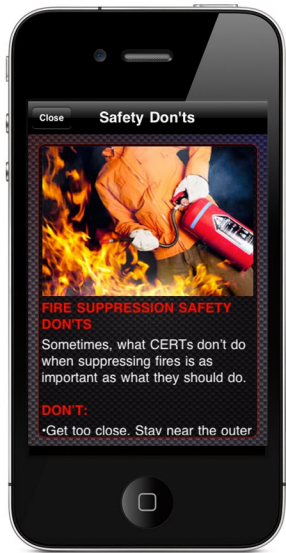 Close
Safety Don'ts
FIRE
FIRE SUPPRESSION SAFETY
DON'TS
Sometimes, what CERTs don't do
when suppressing fires is as
important as what they should do.
DON'T:
•Get too close. Stay near the outer